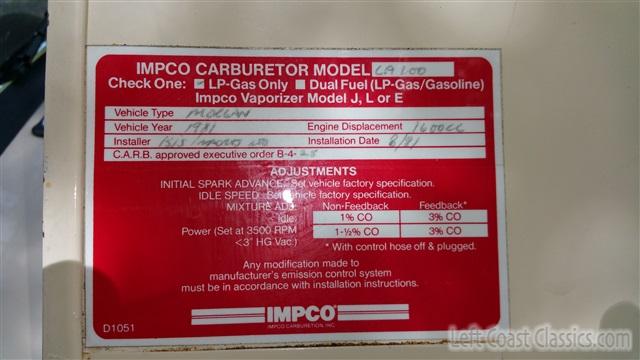 IMPCO CARBURETOR MODEL CA 100
Check One: LP-Gas Only Dual Fuel (LP-Gas/Gasoline)
Impco Vaporizer Model J, L or E
Vehicle Type MORGAN
Vehicle Year 1981 Engine Displacement 1600CC
Installer Installation Date 8/81
C.A.R.B. approved executive order B-4-
ADJUSTMENTS
INITIAL SPARK ADVANCE: Set vehicle factory specification.
IDLE SPEED: Set vehicle factory specification.
MIXTURE ADJ: Non-Feedback Feedback*
Idle: 1% CO 3% CO
Power (Set at 3500 RPM 1-½% CO 3% CO
<3" HG Vac.) * With control hose off & plugged.
Any modification made to
manufacturer's emission control system
must be in accordance with installation instructions.
IMPCO
IMPCO CARBURETION, INC.
D1051
Left Coast Classics.com